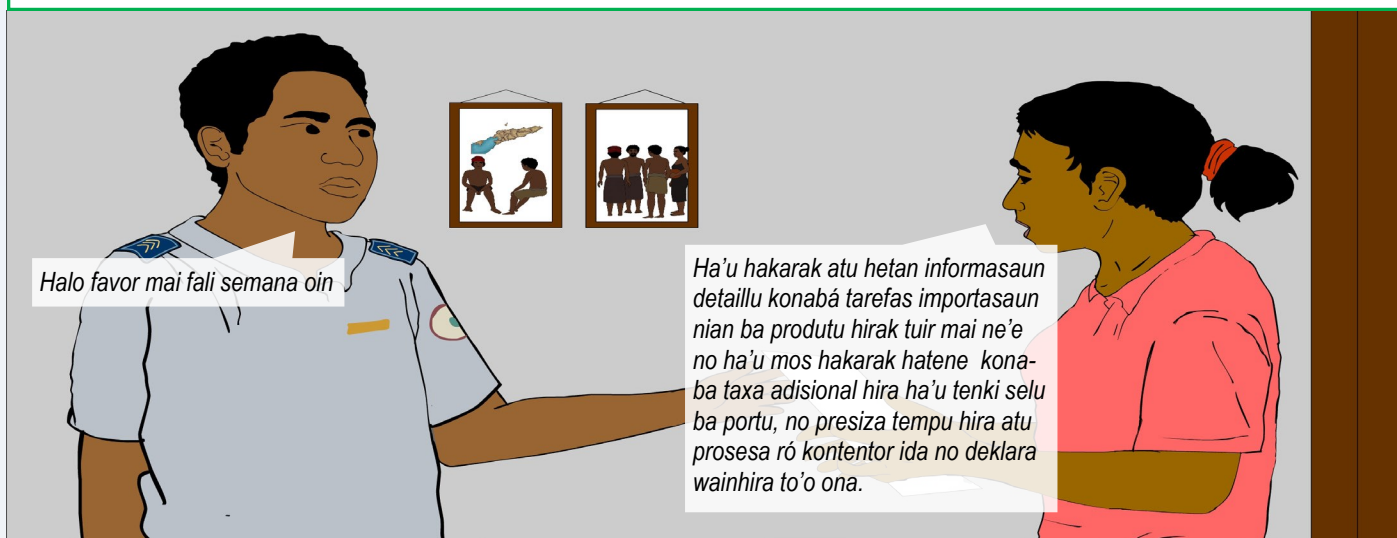 Halo favor mai fali semana oin
Ha’u hakarak atu hetan informasaun
detaillu konabá tarefas importasaun
nian ba produtu hirak tuir mai ne’e
no ha’u mos hakarak hatene kona-
ba taxa adisional hira ha’u tenki selu
ba portu, no presiza tempu hira atu
prosesa ró kontentor ida no deklara
wainhira to’o ona.